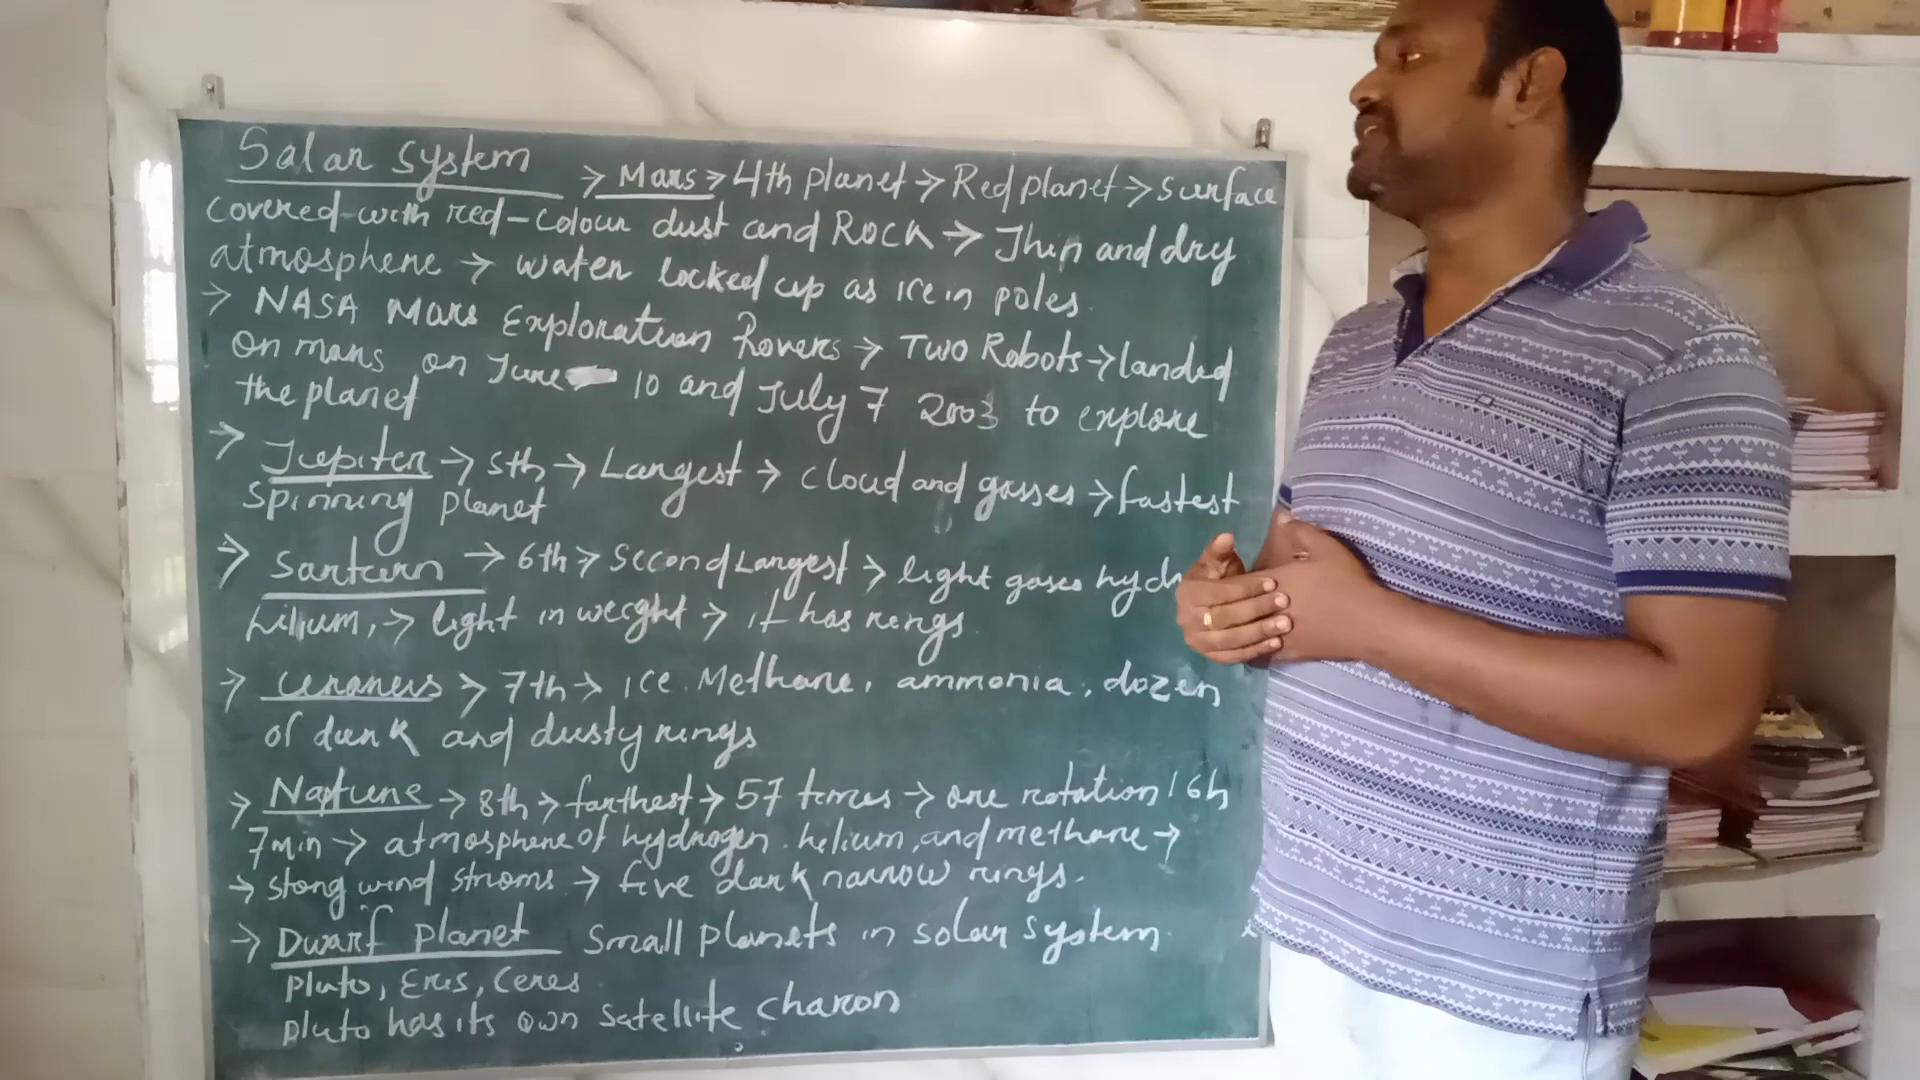 Solar System
→ Mars → 4th planet → Red planet → surface
covered with red-colour dust and Rock → Thin and dry
atmosphere → water locked up as ice in poles.
→ NASA Mars Exploration Rovers → Two Robots → landed
on mars on June 10 and July 7 2003 to explore
the planet
→ Jupiter → 5th → Largest → cloud and gasses → fastest
spinning planet
→ Santurn → 6th → Second Largest → light gases hydr
hilium, → light in weight → it has rings.
→ uraneus → 7th → ice. Methane, ammonia, dozen
of dark and dusty rings
→ Naptune → 8th → farthest → 57 times → one rotation 16h
7min → atmosphere of hydrogen. helium, and methane →
→ stong wind stroms → five dark narrow rings.
→ Dwarf planet small planets in solar system.
pluto, Eris, Ceres
pluto has its own satellite charon